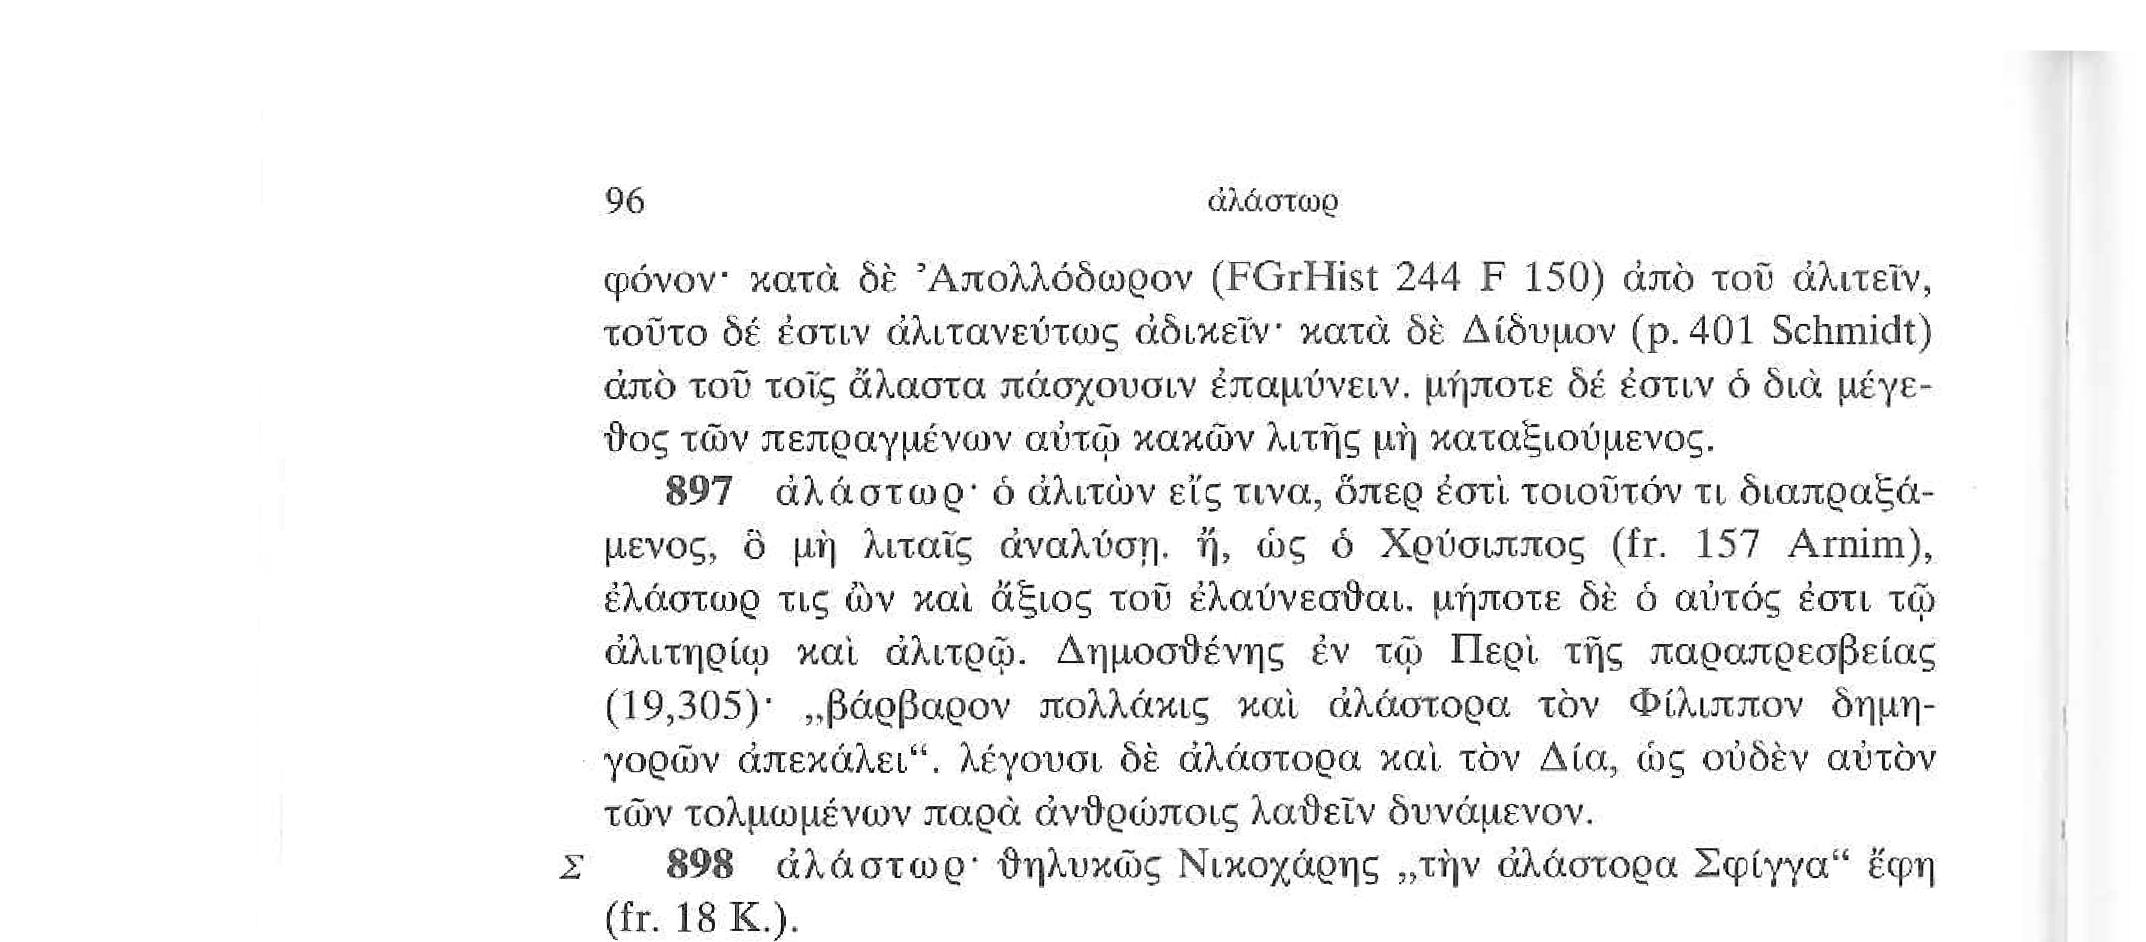 96 ἀλάστωρ
φόνον· κατὰ δὲ Ἀπολλόδωρον (FGrHist 244 F 150) ἀπὸ τοῦ ἀλιτεῖν,
τοῦτο δέ ἐστιν ἀλιτανεύτως ἀδικεῖν· κατὰ δὲ Δίδυμον (p. 401 Schmidt)
ἀπὸ τοῦ τοῖς ἄλαστα πάσχουσιν ἐπαμύνειν. μήποτε δέ ἐστιν ὁ διὰ μέγε-
θος τῶν πεπραγμένων αὐτῷ κακῶν λιτῆς μὴ καταξιούμενος.
897 ἀλάστωρ· ὁ ἀλιτὼν εἴς τινα, ὅπερ ἐστὶ τοιοῦτόν τι διαπραξά-
μενος, ὃ μὴ λιταῖς ἀναλύσῃ. ἤ, ὡς ὁ Χρύσιππος (fr. 157 Arnim),
ἐλάστωρ τις ὢν καὶ ἄξιος τοῦ ἐλαύνεσθαι. μήποτε δὲ ὁ αὐτός ἐστι τῷ
ἀλιτηρίῳ καὶ ἀλιτρῷ. Δημοσθένης ἐν τῷ Περὶ τῆς παραπρεσβείας
(19,305)· „βάρβαρον πολλάκις καὶ ἀλάστορα τὸν Φίλιππον δημη-
γορῶν ἀπεκάλει“. λέγουσι δὲ ἀλάστορα καὶ τὸν Δία, ὡς οὐδὲν αὐτὸν
τῶν τολμωμένων παρὰ ἀνθρώποις λαθεῖν δυνάμενον.
Σ 898 ἀλάστωρ· θηλυκῶς Νικοχάρης „τὴν ἀλάστορα Σφίγγα“ ἔφη
(fr. 18 K.).